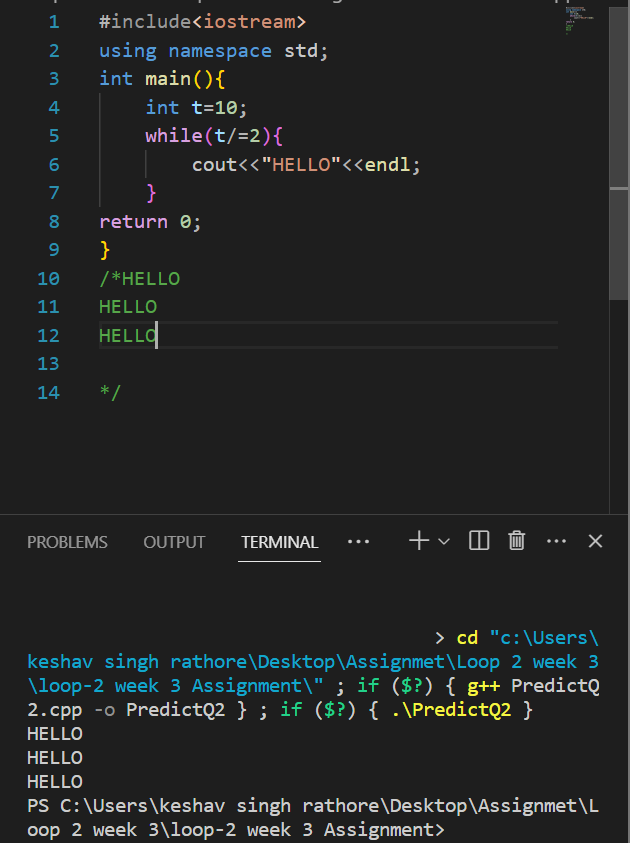 1 #include<iostream>
2 using namespace std;
3 int main(){
4     int t=10;
5     while(t/=2){
6         cout<<"HELLO"<<endl;
7     }
8 return 0;
9 }
10 /*HELLO
11 HELLO
12 HELLO
13
14 */
PROBLEMS OUTPUT TERMINAL ···
> cd "c:\Users\
keshav singh rathore\Desktop\Assignmet\Loop 2 week 3
\loop-2 week 3 Assignment\" ; if ($?) { g++ PredictQ
2.cpp -o PredictQ2 } ; if ($?) { .\PredictQ2 }
HELLO
HELLO
HELLO
PS C:\Users\keshav singh rathore\Desktop\Assignmet\L
oop 2 week 3\loop-2 week 3 Assignment>